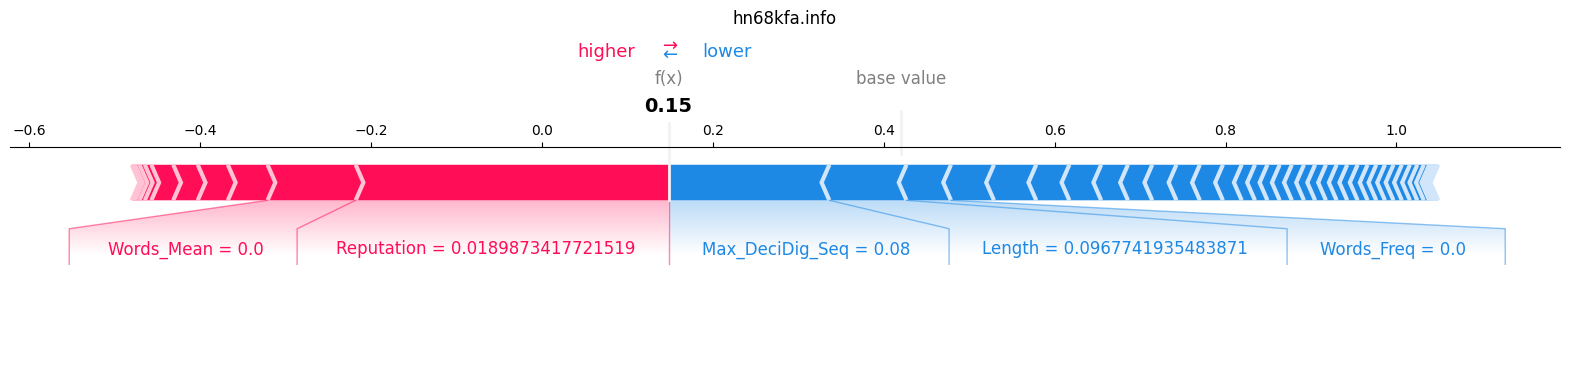 hn68kfa.info
higher ⇄ lower
f(x) base value
0.15
−0.6 −0.4 −0.2 0.0 0.2 0.4 0.6 0.8 1.0
Words_Mean = 0.0 Reputation = 0.0189873417721519 Max_DeciDig_Seq = 0.08 Length = 0.0967741935483871 Words_Freq = 0.0